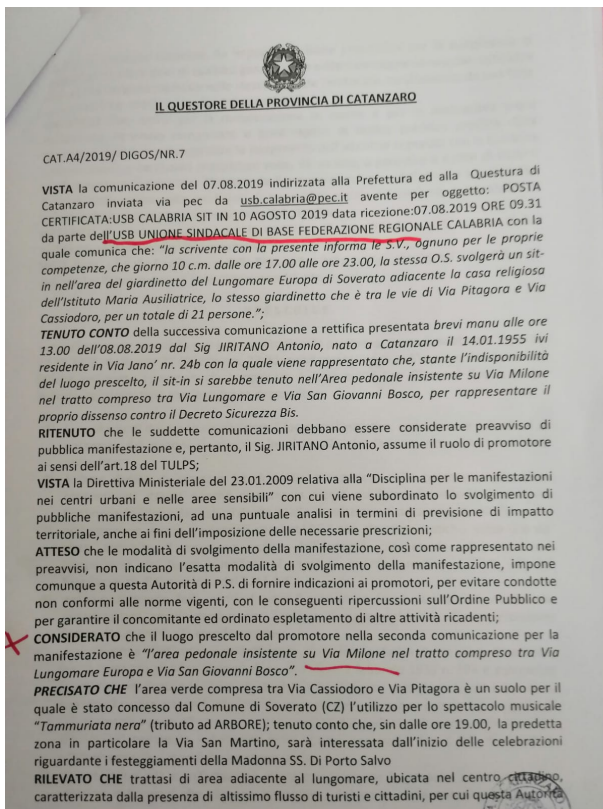 IL QUESTORE DELLA PROVINCIA DI CATANZARO
CAT.A4/2019/ DIGOS/NR.7
VISTA la comunicazione del 07.08.2019 indirizzata alla Prefettura ed alla Questura di
Catanzaro inviata via pec da usb.calabria@pec.it avente per oggetto: POSTA
CERTIFICATA:USB CALABRIA SIT IN 10 AGOSTO 2019 data ricezione:07.08.2019 ORE 09.31
da parte dell'USB UNIONE SINDACALE DI BASE FEDERAZIONE REGIONALE CALABRIA con la
quale comunica che: "la scrivente con la presente informa le S.V., ognuno per le proprie
competenze, che giorno 10 c.m. dalle ore 17.00 alle ore 23.00, la stessa O.S. svolgerà un sit-
in nell'area del giardinetto del Lungomare Europa di Soverato adiacente la casa religiosa
dell'Istituto Maria Ausiliatrice, lo stesso giardinetto che è tra le vie di Via Pitagora e Via
Cassiodoro, per un totale di 21 persone.";
TENUTO CONTO della successiva comunicazione a rettifica presentata brevi manu alle ore
13.00 dell'08.08.2019 dal Sig JIRITANO Antonio, nato a Catanzaro il 14.01.1955 ivi
residente in Via Jano' nr. 24b con la quale viene rappresentato che, stante l'indisponibilità
del luogo prescelto, il sit-in si sarebbe tenuto nell'Area pedonale insistente su Via Milone
nel tratto compreso tra Via Lungomare e Via San Giovanni Bosco, per rappresentare il
proprio dissenso contro il Decreto Sicurezza Bis.
RITENUTO che le suddette comunicazioni debbano essere considerate preavviso di
pubblica manifestazione e, pertanto, il Sig. JIRITANO Antonio, assume il ruolo di promotore
ai sensi dell'art.18 del TULPS;
VISTA la Direttiva Ministeriale del 23.01.2009 relativa alla "Disciplina per le manifestazioni
nei centri urbani e nelle aree sensibili" con cui viene subordinato lo svolgimento di
pubbliche manifestazioni, ad una puntuale analisi in termini di previsione di impatto
territoriale, anche ai fini dell'imposizione delle necessarie prescrizioni;
ATTESO che le modalità di svolgimento della manifestazione, così come rappresentato nei
preavvisi, non indicano l'esatta modalità di svolgimento della manifestazione, impone
comunque a questa Autorità di P.S. di fornire indicazioni ai promotori, per evitare condotte
non conformi alle norme vigenti, con le conseguenti ripercussioni sull'Ordine Pubblico e
per garantire il concomitante ed ordinato espletamento di altre attività ricadenti;
CONSIDERATO che il luogo prescelto dal promotore nella seconda comunicazione per la
manifestazione è "l'area pedonale insistente su Via Milone nel tratto compreso tra Via
Lungomare Europa e Via San Giovanni Bosco".
PRECISATO CHE l'area verde compresa tra Via Cassiodoro e Via Pitagora è un suolo per il
quale è stato concesso dal Comune di Soverato (CZ) l'utilizzo per lo spettacolo musicale
"Tammuriata nera" (tributo ad ARBORE); tenuto conto che, sin dalle ore 19.00, la predetta
zona in particolare la Via San Martino, sarà interessata dall'inizio delle celebrazioni
riguardante i festeggiamenti della Madonna SS. Di Porto Salvo
RILEVATO CHE trattasi di area adiacente al lungomare, ubicata nel centro cittadino,
caratterizzata dalla presenza di altissimo flusso di turisti e cittadini, per cui questa Autorità